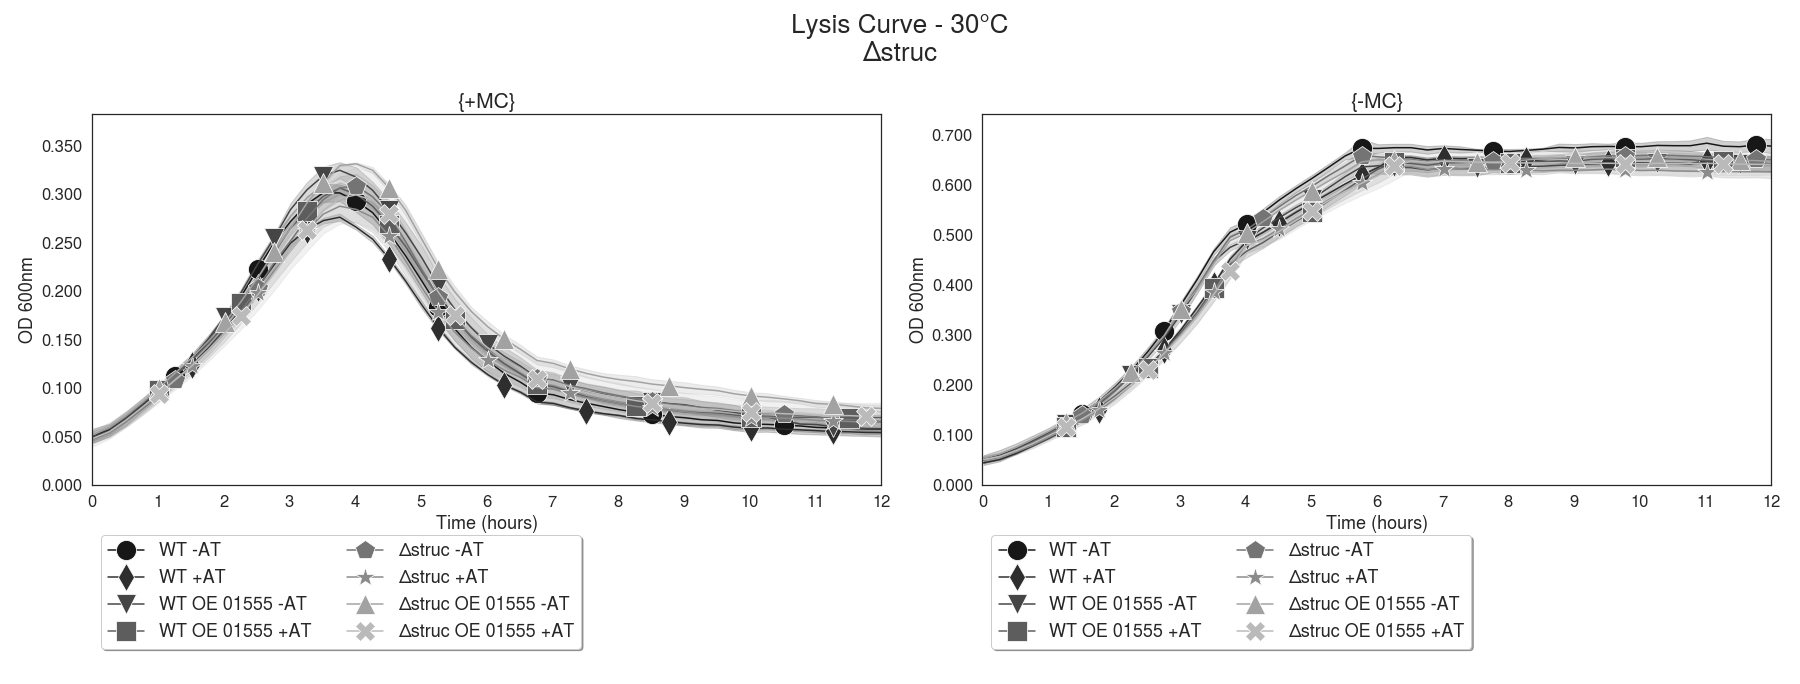 Lysis Curve - 30°C
Δstruc
{+MC}
OD 600nm
0.350
0.300
0.250
0.200
0.150
0.100
0.050
0.000
0 1 2 3 4 5 6 7 8 9 10 11 12
Time (hours)
WT -AT
WT +AT
WT OE 01555 -AT
WT OE 01555 +AT
Δstruc -AT
Δstruc +AT
Δstruc OE 01555 -AT
Δstruc OE 01555 +AT
{-MC}
OD 600nm
0.700
0.600
0.500
0.400
0.300
0.200
0.100
0.000
0 1 2 3 4 5 6 7 8 9 10 11 12
Time (hours)
WT -AT
WT +AT
WT OE 01555 -AT
WT OE 01555 +AT
Δstruc -AT
Δstruc +AT
Δstruc OE 01555 -AT
Δstruc OE 01555 +AT